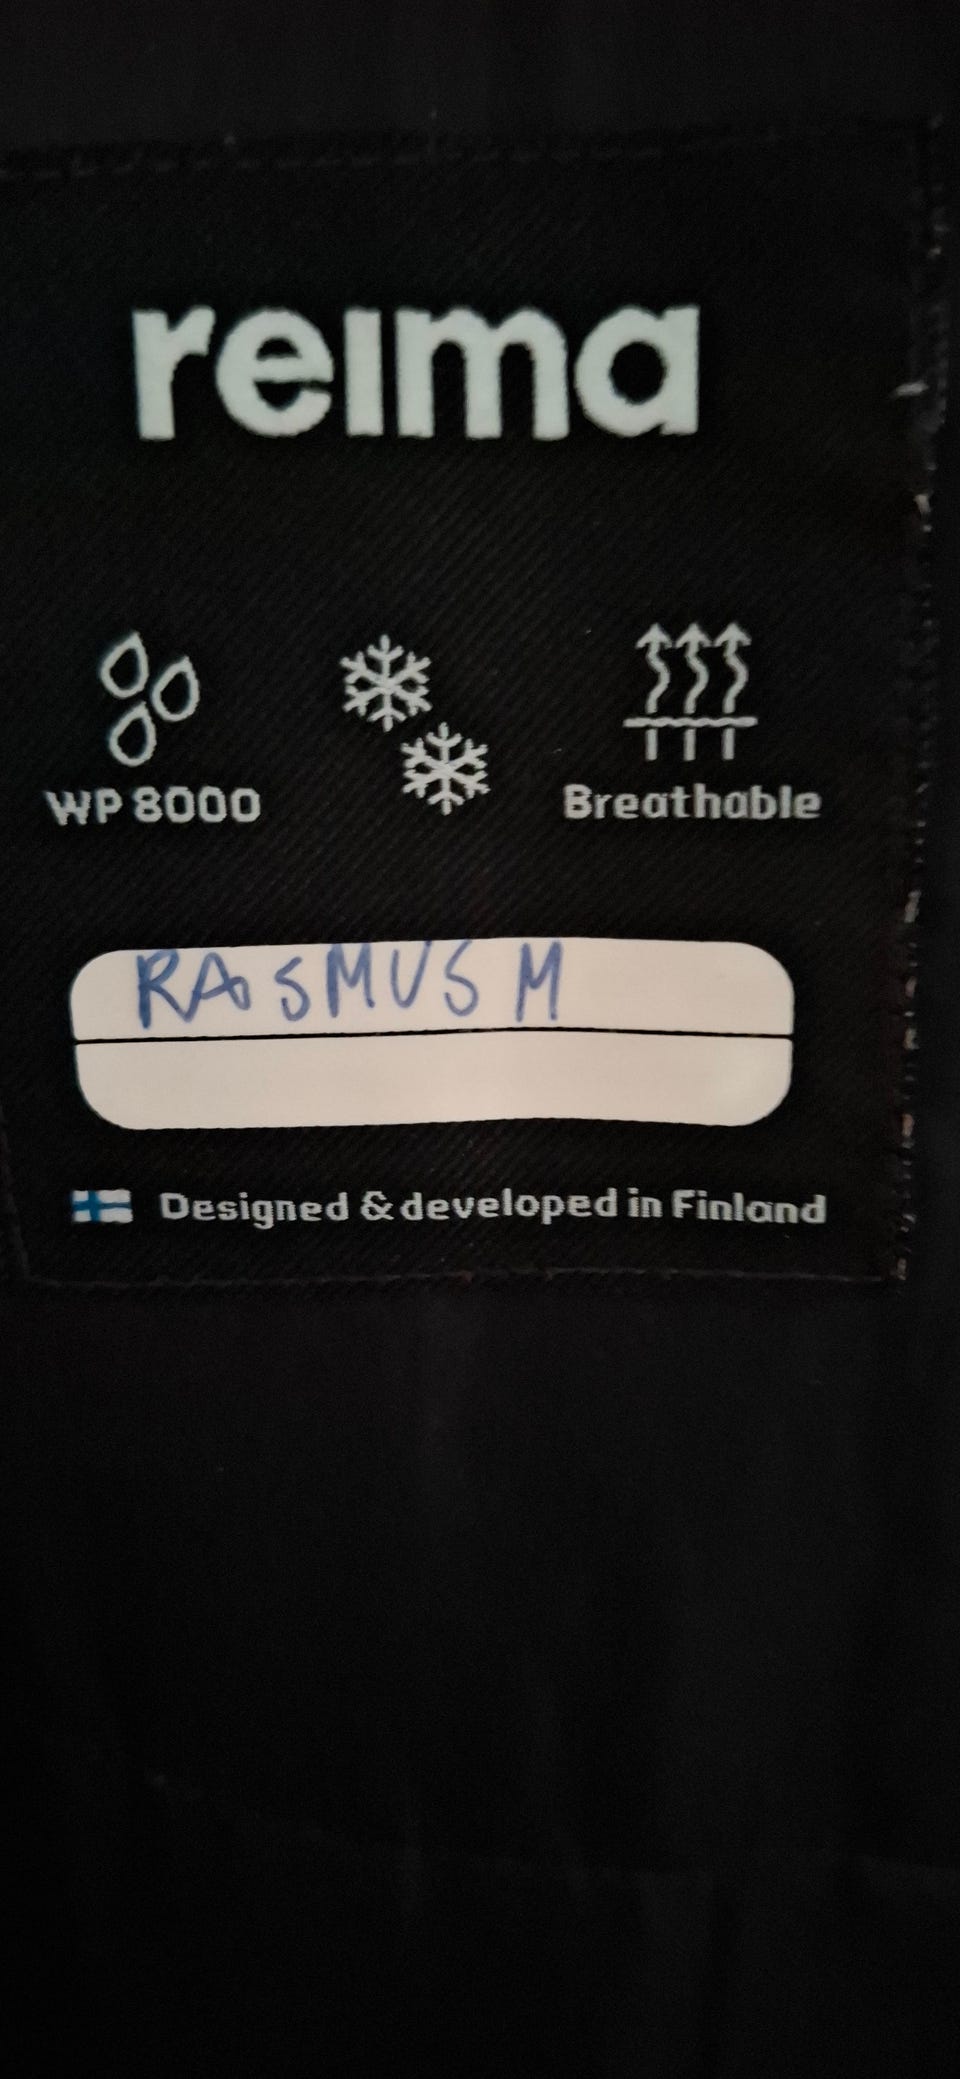 reima
WP 8000
Breathable
RASMUS M
Designed & developed in Finland